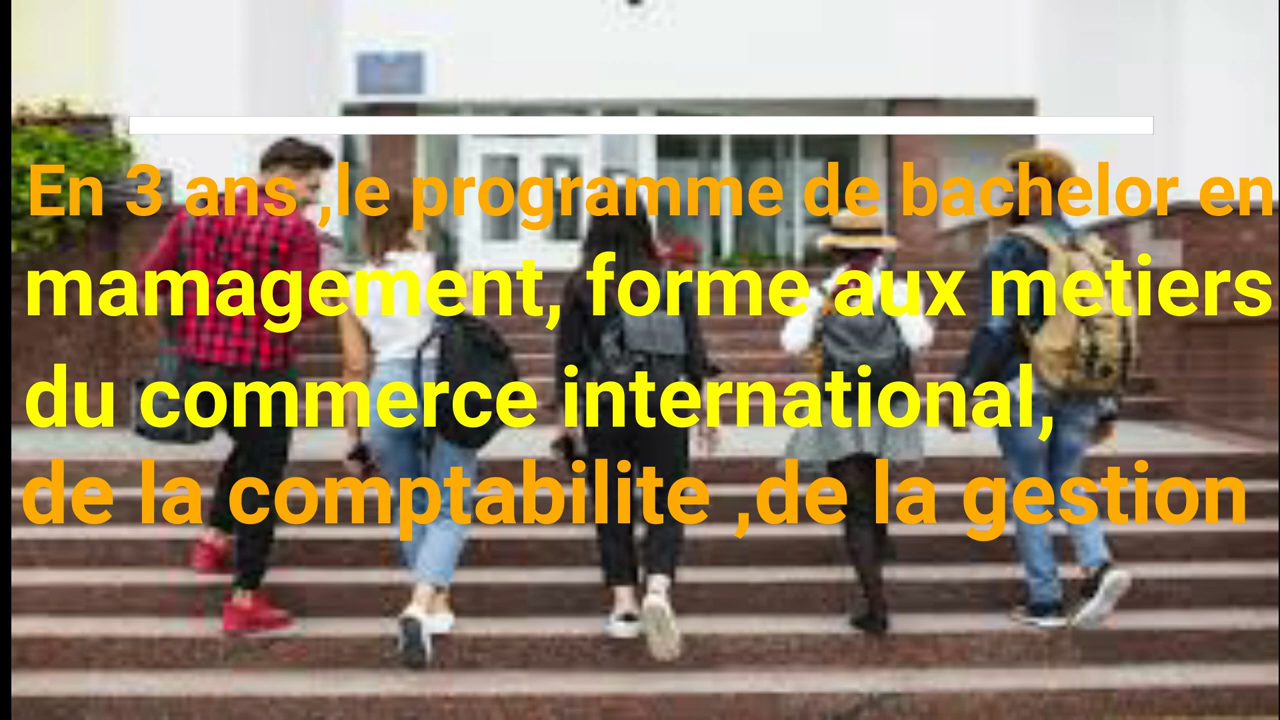 En 3 ans ,le programme de bachelor en
mamagement, forme aux metiers
du commerce international,
de la comptabilite ,de la gestion